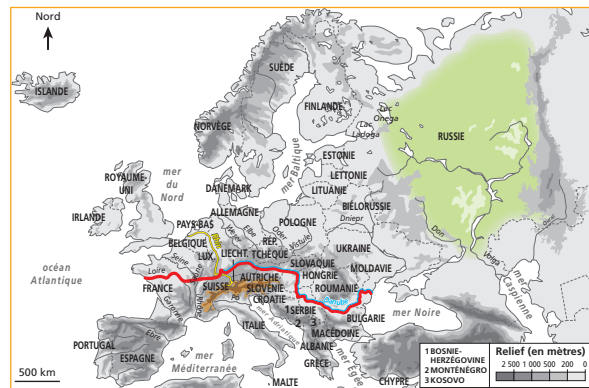 Nord
ISLANDE
SUÈDE
FINLANDE
Lac
Onega
Lac
Ladoga
RUSSIE
NORVÈGE
mer Baltique
ESTONIE
LETTONIE
LITUANIE
ROYAUME-
UNI
mer
du
Nord
DANEMARK
BIÉLORUSSIE
IRLANDE
ALLEMAGNE
POLOGNE
Dniepr
Don
Volga
PAYS-BAS
Rhin
Elbe
Oder
Vistule
BELGIQUE
LUX.
RÉP.
TCHÈQUE
UKRAINE
océan
Atlantique
Seine
LIECHT.
SLOVAQUIE
MOLDAVIE
Loire
FRANCE
SUISSE
AUTRICHE
HONGRIE
SLOVÉNIE
ROUMANIE
mer
Caspienne
Garonne
Rhône
Pô
CROATIE
1 SERBIE
Danube
BULGARIE
mer Noire
2
3
Ebre
ITALIE
mer Adriatique
MACÉDOINE
ALBANIE
PORTUGAL
ESPAGNE
mer
Méditerranée
GRÈCE
mer Égée
MALTE
CHYPRE
500 km
1 BOSNIE-
HERZÉGOVINE
2 MONTÉNÉGRO
3 KOSOVO
Relief (en mètres)
2 500 1 000 500 200 0